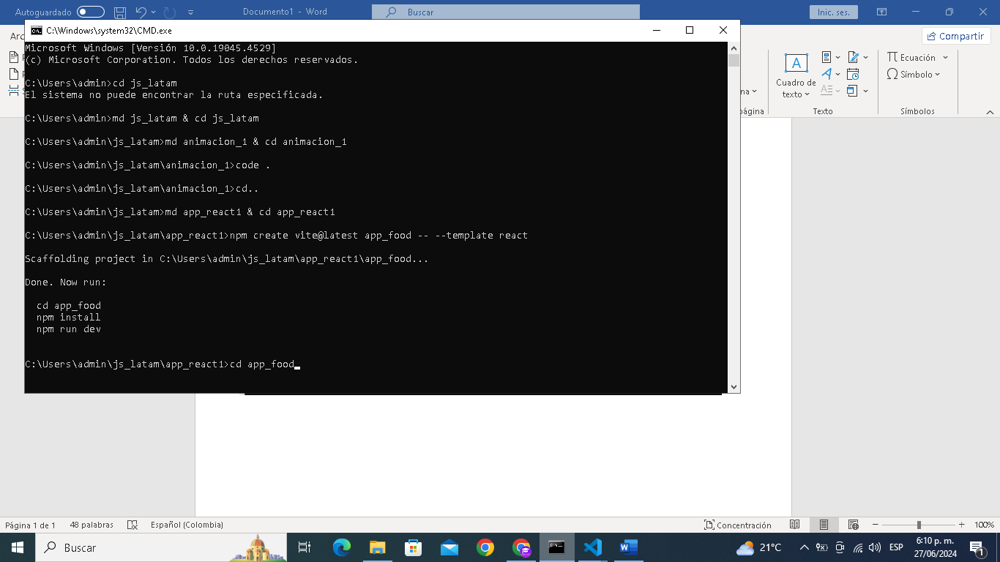 Autoguardado
Documento1 - Word
Buscar
Inic. ses.
C:\Windows\system32\CMD.exe
Compartir
Microsoft Windows [Versión 10.0.19045.4529]
(c) Microsoft Corporation. Todos los derechos reservados.
C:\Users\admin>cd js_latam
El sistema no puede encontrar la ruta especificada.
C:\Users\admin>md js_latam & cd js_latam
C:\Users\admin\js_latam>md animacion_1 & cd animacion_1
C:\Users\admin\js_latam\animacion_1>code .
C:\Users\admin\js_latam\animacion_1>cd..
C:\Users\admin\js_latam>md app_react1 & cd app_react1
C:\Users\admin\js_latam\app_react1>npm create vite@latest app_food -- --template react
Scaffolding project in C:\Users\admin\js_latam\app_react1\app_food...
Done. Now run:
cd app_food
npm install
npm run dev
C:\Users\admin\js_latam\app_react1>cd app_food
Cuadro de
texto
Texto
Ecuación
Símbolo
Símbolos
Página 1 de 1
48 palabras
Español (Colombia)
Concentración
100%
Buscar
21°C
ESP
6:10 p. m.
27/06/2024
1